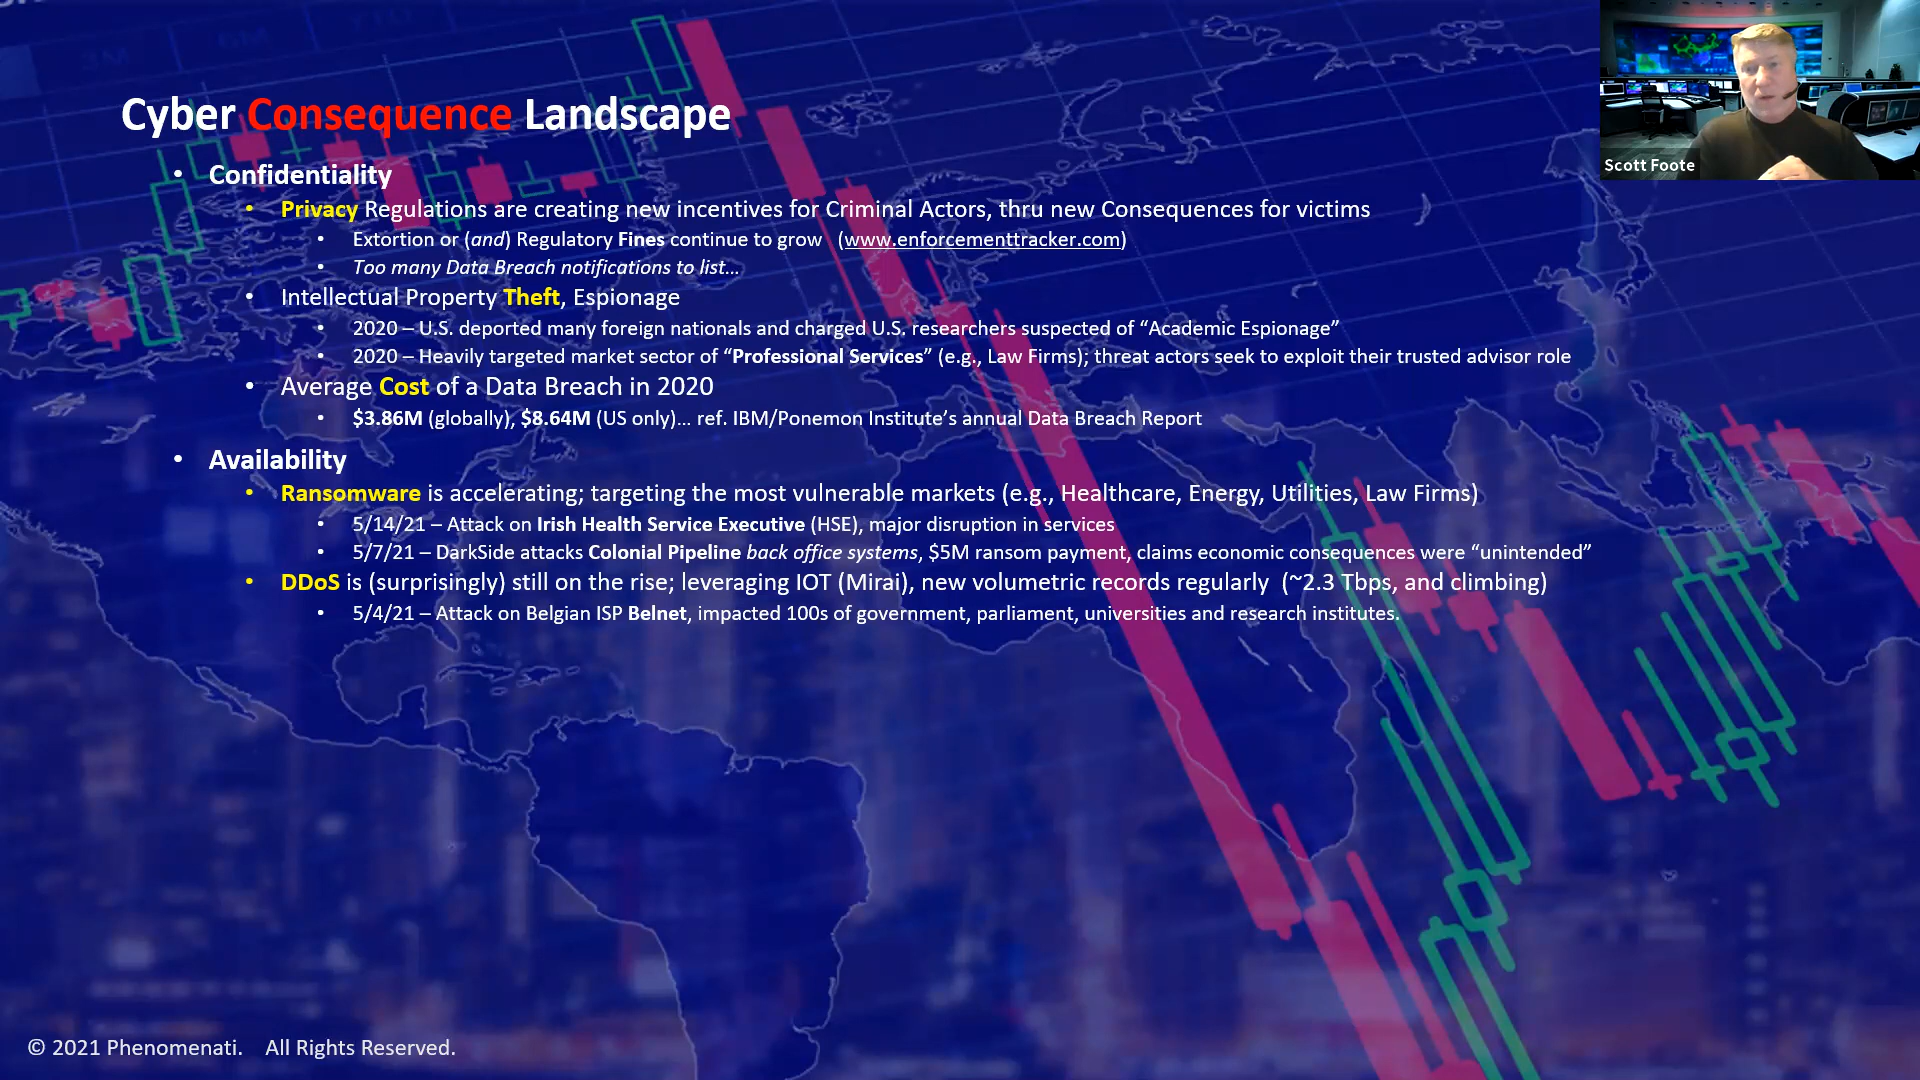 Cyber Consequence Landscape
Scott Foote
• Confidentiality
• Privacy Regulations are creating new incentives for Criminal Actors, thru new Consequences for victims
• Extortion or (and) Regulatory Fines continue to grow (www.enforcementtracker.com)
• Too many Data Breach notifications to list...
• Intellectual Property Theft, Espionage
• 2020 – U.S. deported many foreign nationals and charged U.S. researchers suspected of “Academic Espionage”
• 2020 – Heavily targeted market sector of “Professional Services” (e.g., Law Firms); threat actors seek to exploit their trusted advisor role
• Average Cost of a Data Breach in 2020
• $3.86M (globally), $8.64M (US only)... ref. IBM/Ponemon Institute’s annual Data Breach Report
• Availability
• Ransomware is accelerating; targeting the most vulnerable markets (e.g., Healthcare, Energy, Utilities, Law Firms)
• 5/14/21 – Attack on Irish Health Service Executive (HSE), major disruption in services
• 5/7/21 – DarkSide attacks Colonial Pipeline back office systems, $5M ransom payment, claims economic consequences were “unintended”
• DDoS is (surprisingly) still on the rise; leveraging IOT (Mirai), new volumetric records regularly (~2.3 Tbps, and climbing)
• 5/4/21 – Attack on Belgian ISP Belnet, impacted 100s of government, parliament, universities and research institutes.
© 2021 Phenomenati. All Rights Reserved.